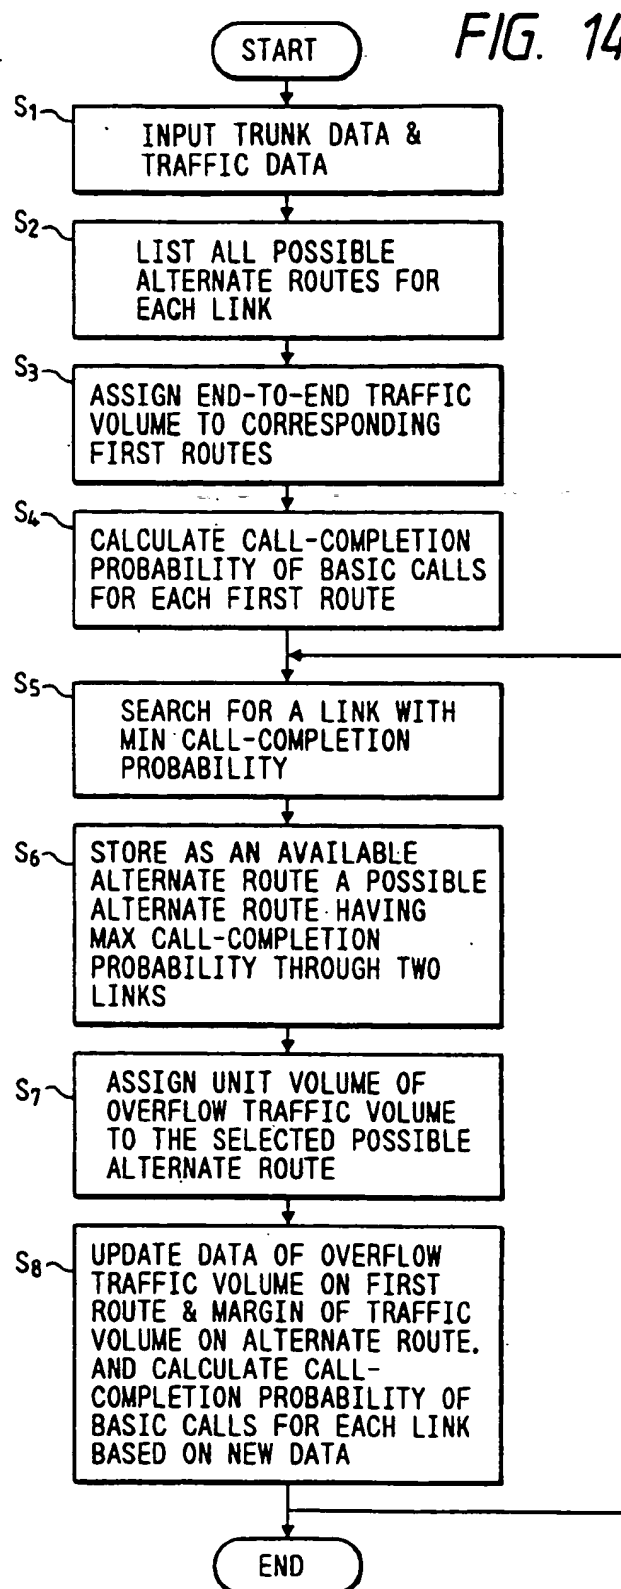 FIG. 14
START
S1
INPUT TRUNK DATA &
TRAFFIC DATA
S2
LIST ALL POSSIBLE
ALTERNATE ROUTES FOR
EACH LINK
S3
ASSIGN END-TO-END TRAFFIC
VOLUME TO CORRESPONDING
FIRST ROUTES
S4
CALCULATE CALL-COMPLETION
PROBABILITY OF BASIC CALLS
FOR EACH FIRST ROUTE
S5
SEARCH FOR A LINK WITH
MIN CALL-COMPLETION
PROBABILITY
S6
STORE AS AN AVAILABLE
ALTERNATE ROUTE A POSSIBLE
ALTERNATE ROUTE HAVING
MAX CALL-COMPLETION
PROBABILITY THROUGH TWO
LINKS
S7
ASSIGN UNIT VOLUME OF
OVERFLOW TRAFFIC VOLUME
TO THE SELECTED POSSIBLE
ALTERNATE ROUTE
S8
UPDATE DATA OF OVERFLOW
TRAFFIC VOLUME ON FIRST
ROUTE & MARGIN OF TRAFFIC
VOLUME ON ALTERNATE ROUTE.
AND CALCULATE CALL-
COMPLETION PROBABILITY OF
BASIC CALLS FOR EACH LINK
BASED ON NEW DATA
END